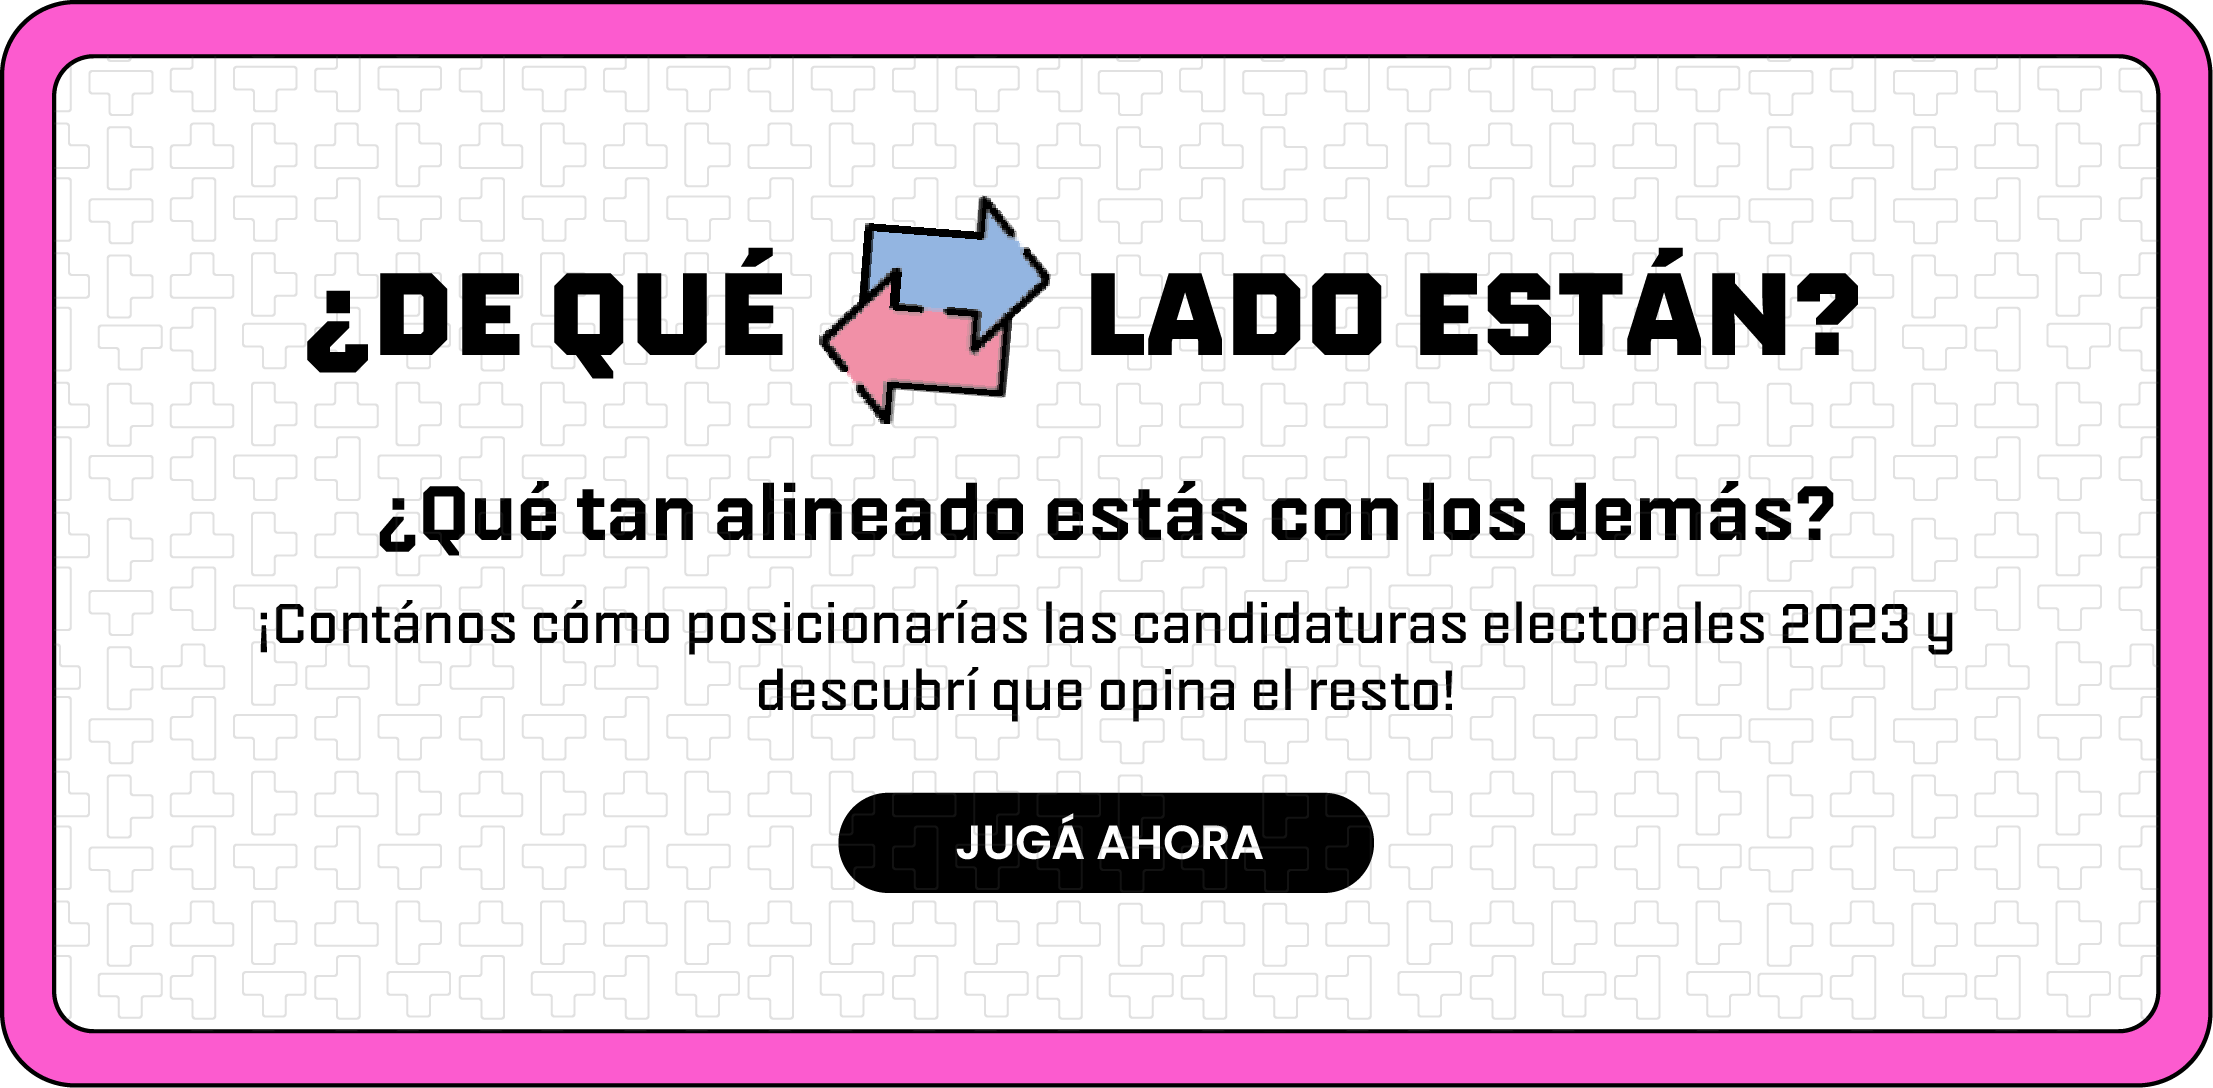 ¿DE QUÉ LADO ESTÁN?
¿Qué tan alineado estás con los demás?
¡Contános cómo posicionarías las candidaturas electorales 2023 y
descubrí que opina el resto!
JUGÁ AHORA